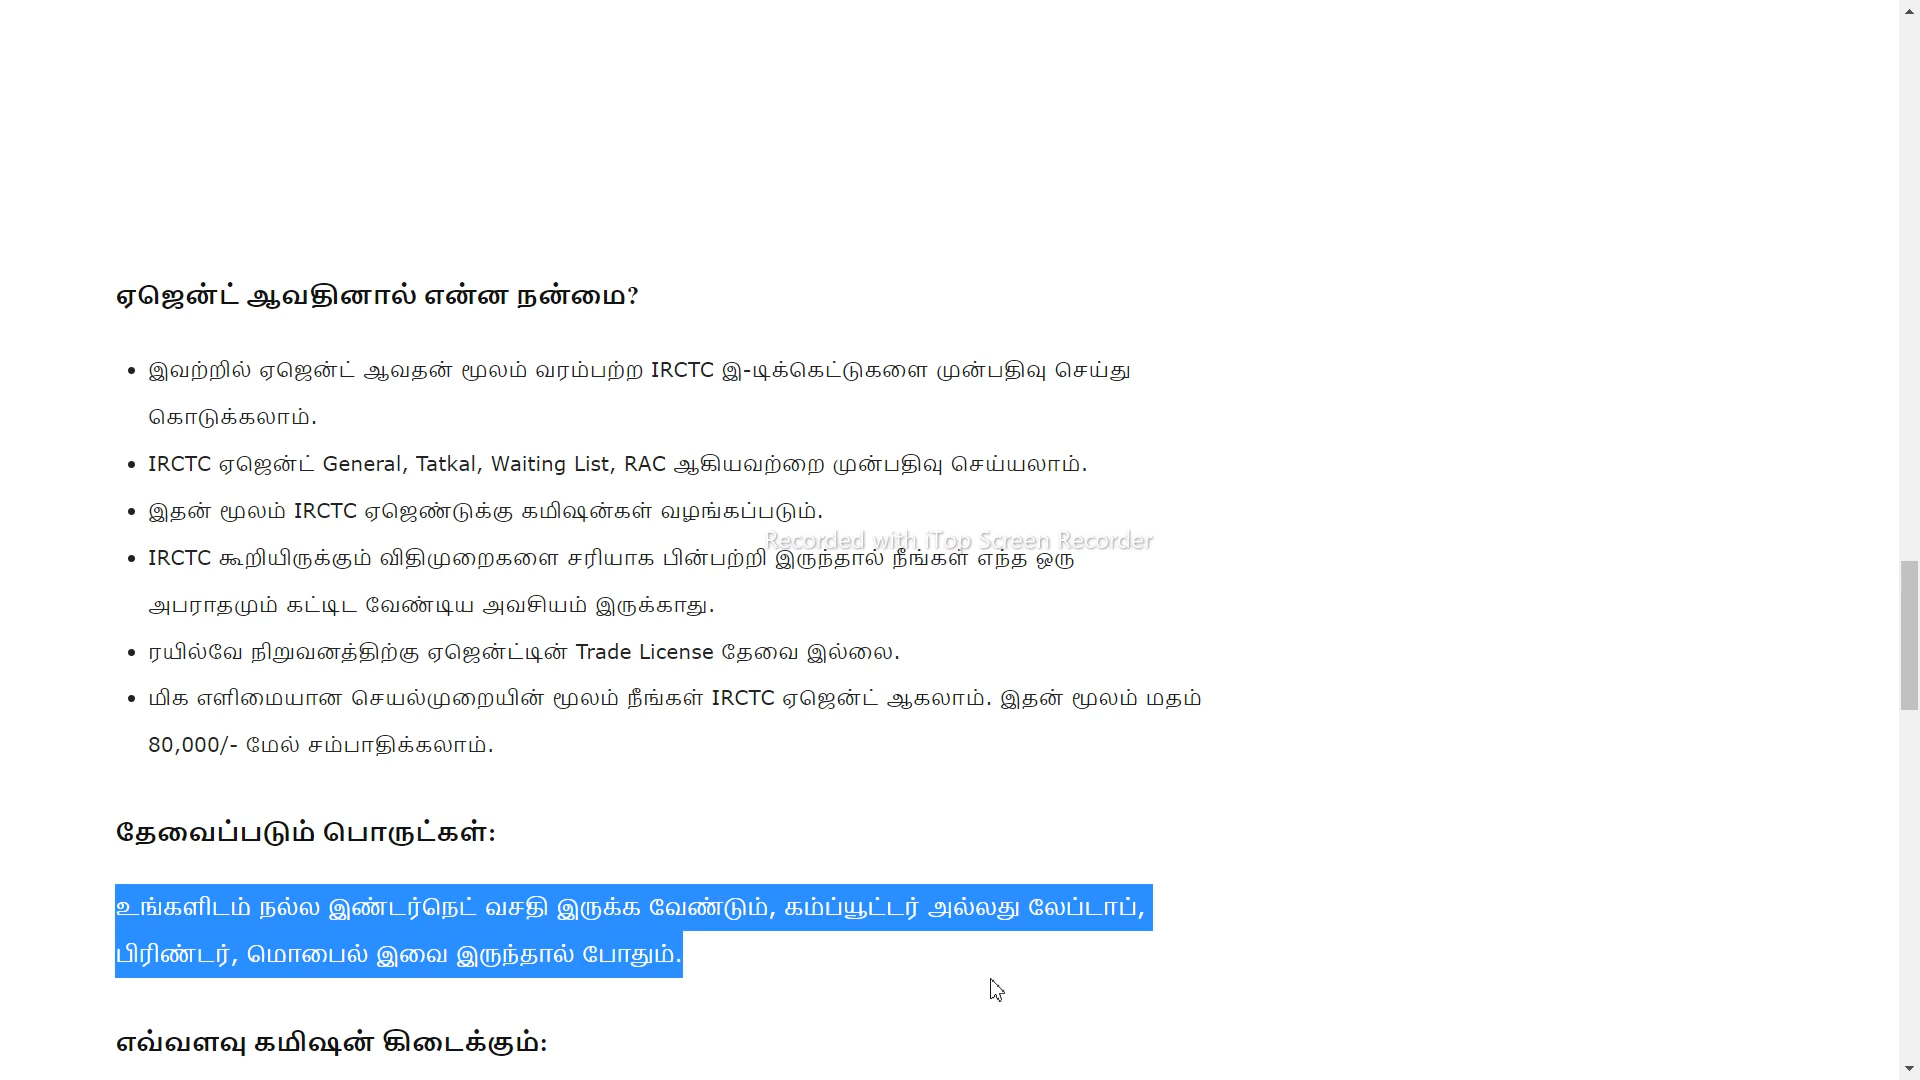 ஏஜென்ட் ஆவதினால் என்ன நன்மை?
இவற்றில் ஏஜென்ட் ஆவதன் மூலம் வரம்பற்ற IRCTC இ-டிக்கெட்டுகளை முன்பதிவு செய்து
கொடுக்கலாம்.
IRCTC ஏஜென்ட் General, Tatkal, Waiting List, RAC ஆகியவற்றை முன்பதிவு செய்யலாம்.
இதன் மூலம் IRCTC ஏஜெண்டுக்கு கமிஷன்கள் வழங்கப்படும்.
Recorded with iTop Screen Recorder
IRCTC கூறியிருக்கும் விதிமுறைகளை சரியாக பின்பற்றி இருந்தால் நீங்கள் எந்த ஒரு
அபராதமும் கட்டிட வேண்டிய அவசியம் இருக்காது.
ரயில்வே நிறுவனத்திற்கு ஏஜென்ட்டின் Trade License தேவை இல்லை.
மிக எளிமையான செயல்முறையின் மூலம் நீங்கள் IRCTC ஏஜென்ட் ஆகலாம். இதன் மூலம் மதம்
80,000/- மேல் சம்பாதிக்கலாம்.
தேவைப்படும் பொருட்கள்:
உங்களிடம் நல்ல இண்டர்நெட் வசதி இருக்க வேண்டும், கம்ப்யூட்டர் அல்லது லேப்டாப்,
பிரிண்டர், மொபைல் இவை இருந்தால் போதும்.
எவ்வளவு கமிஷன் கிடைக்கும்: